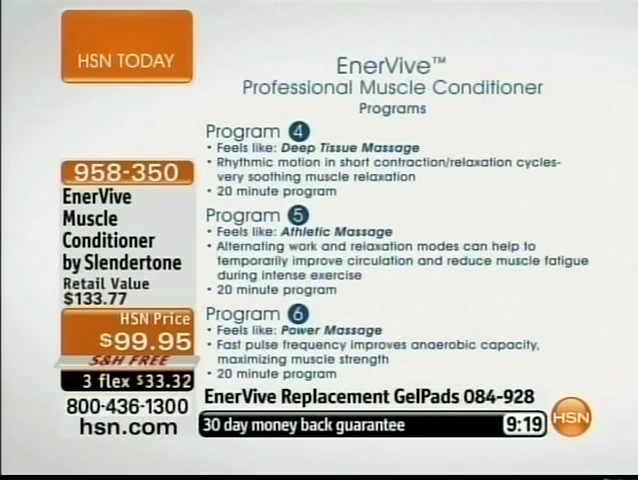 HSN TODAY
EnerVive™
Professional Muscle Conditioner
Programs
Program 4
• Feels like: Deep Tissue Massage
• Rhythmic motion in short contraction/relaxation cycles-
very soothing muscle relaxation
• 20 minute program
Program 5
• Feels like: Athletic Massage
• Alternating work and relaxation modes can help to
temporarily improve circulation and reduce muscle fatigue
during intense exercise
• 20 minute program
Program 6
• Feels like: Power Massage
• Fast pulse frequency improves anaerobic capacity,
maximizing muscle strength
• 20 minute program
958-350
EnerVive
Muscle
Conditioner
by Slendertone
Retail Value
$133.77
HSN Price
$99.95
S&H FREE
3 flex $33.32
800-436-1300
hsn.com
EnerVive Replacement GelPads 084-928
30 day money back guarantee
9:19
HSN